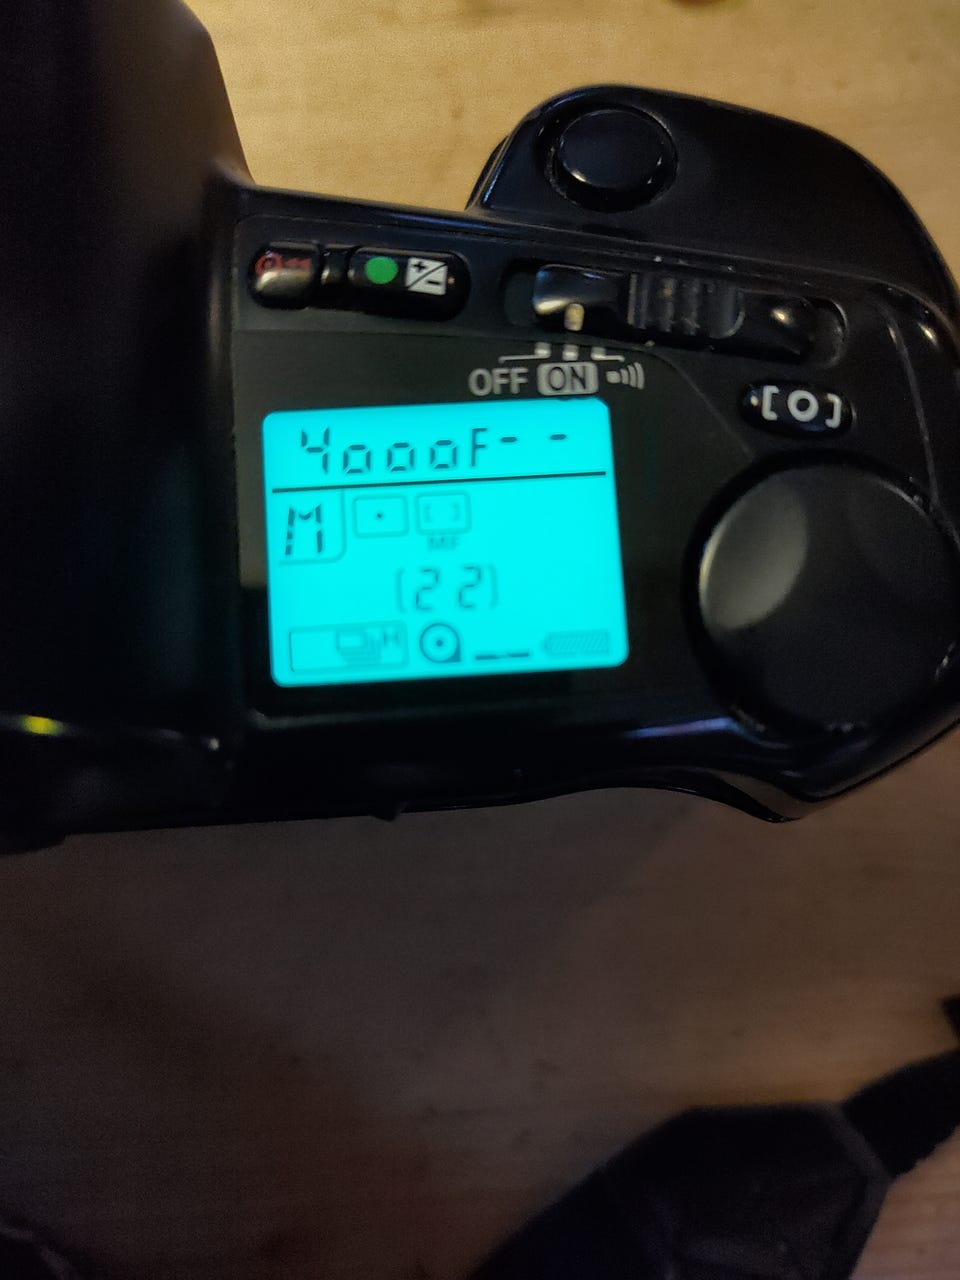 OFF ON
4000F--
M
MF
[22]
H